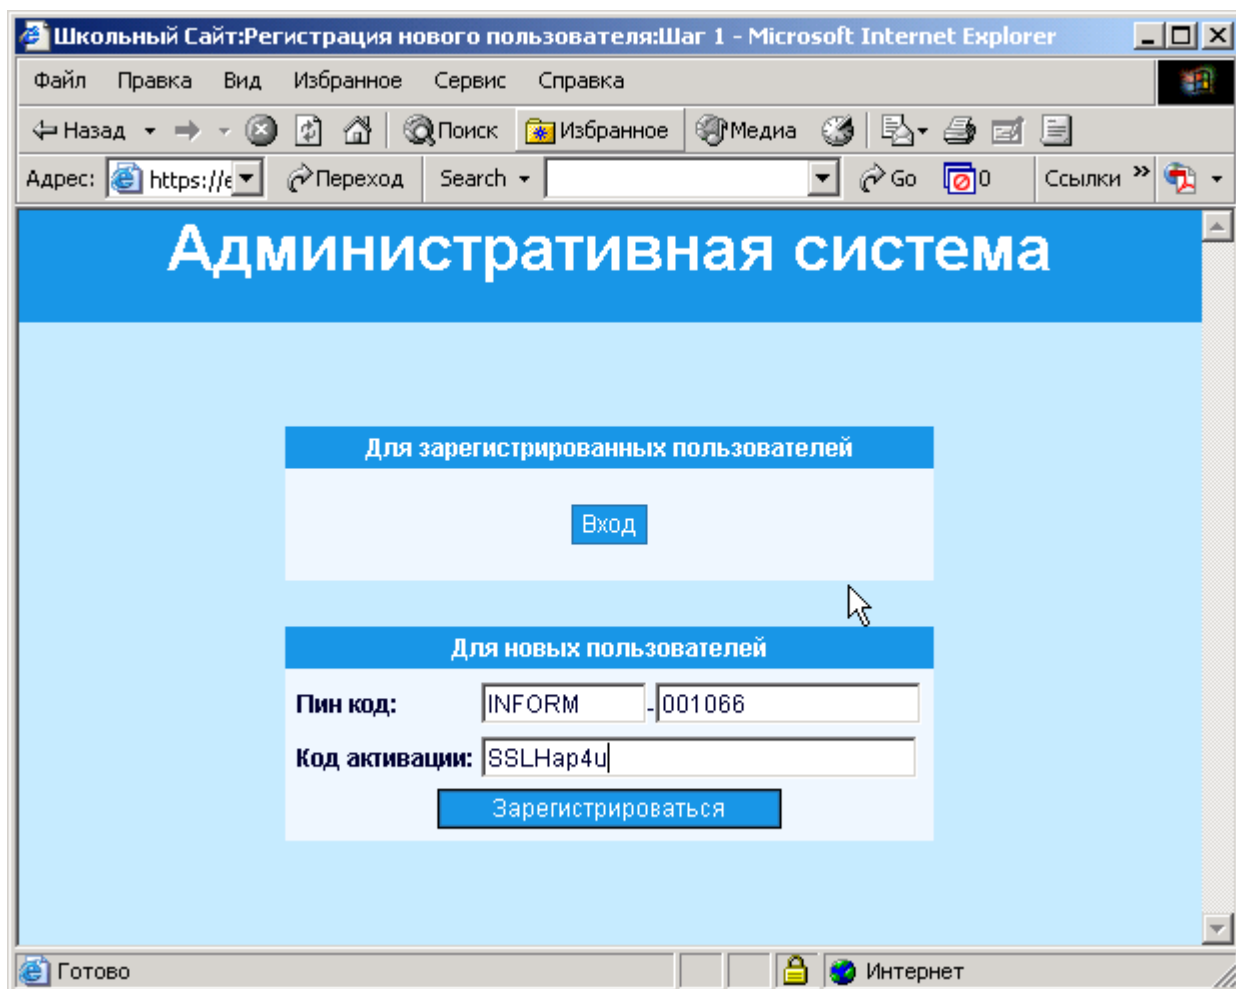 Школьный Сайт:Регистрация нового пользователя:Шаг 1 - Microsoft Internet Explorer
Файл Правка Вид Избранное Сервис Справка
Назад Поиск Избранное Медиа
Адрес: https://e Переход Search Go 0 Ссылки »
Административная система
Для зарегистрированных пользователей
Вход
Для новых пользователей
Пин код: INFORM - 001066
Код активации: SSLHap4u
Зарегистрироваться
Готово Интернет